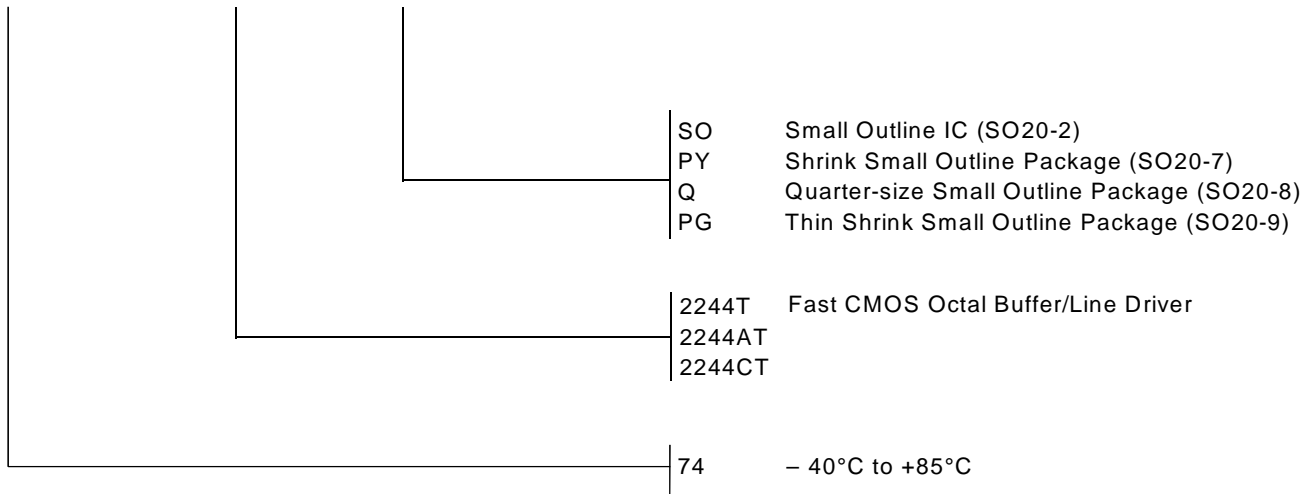 SO Small Outline IC (SO20-2)
PY Shrink Small Outline Package (SO20-7)
Q Quarter-size Small Outline Package (SO20-8)
PG Thin Shrink Small Outline Package (SO20-9)
2244T Fast CMOS Octal Buffer/Line Driver
2244AT
2244CT
74 – 40°C to +85°C